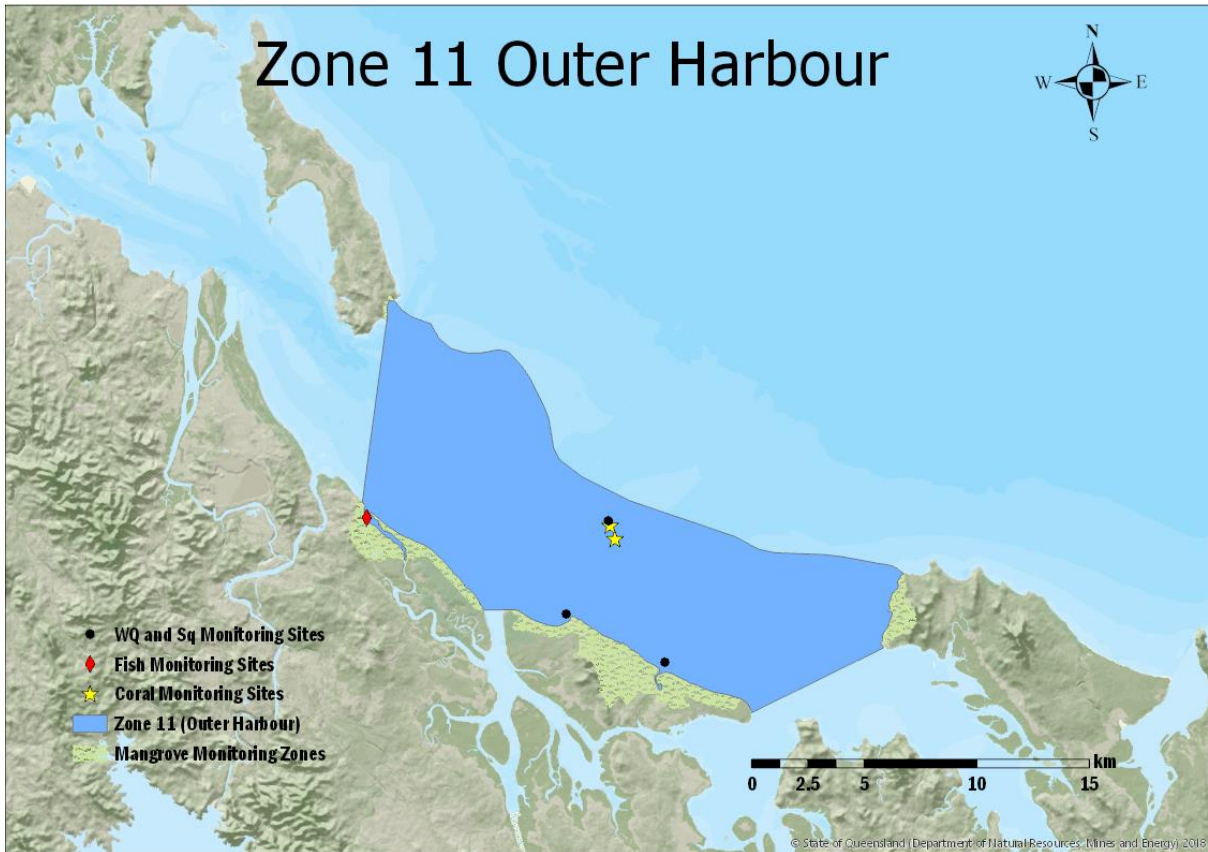 Zone 11 Outer Harbour
N
W E
S
WQ and Sq Monitoring Sites
Fish Monitoring Sites
Coral Monitoring Sites
Zone 11 (Outer Harbour)
Mangrove Monitoring Zones
km
0 2.5 5 10 15
© State of Queensland (Department of Natural Resources, Mines and Energy) 2018